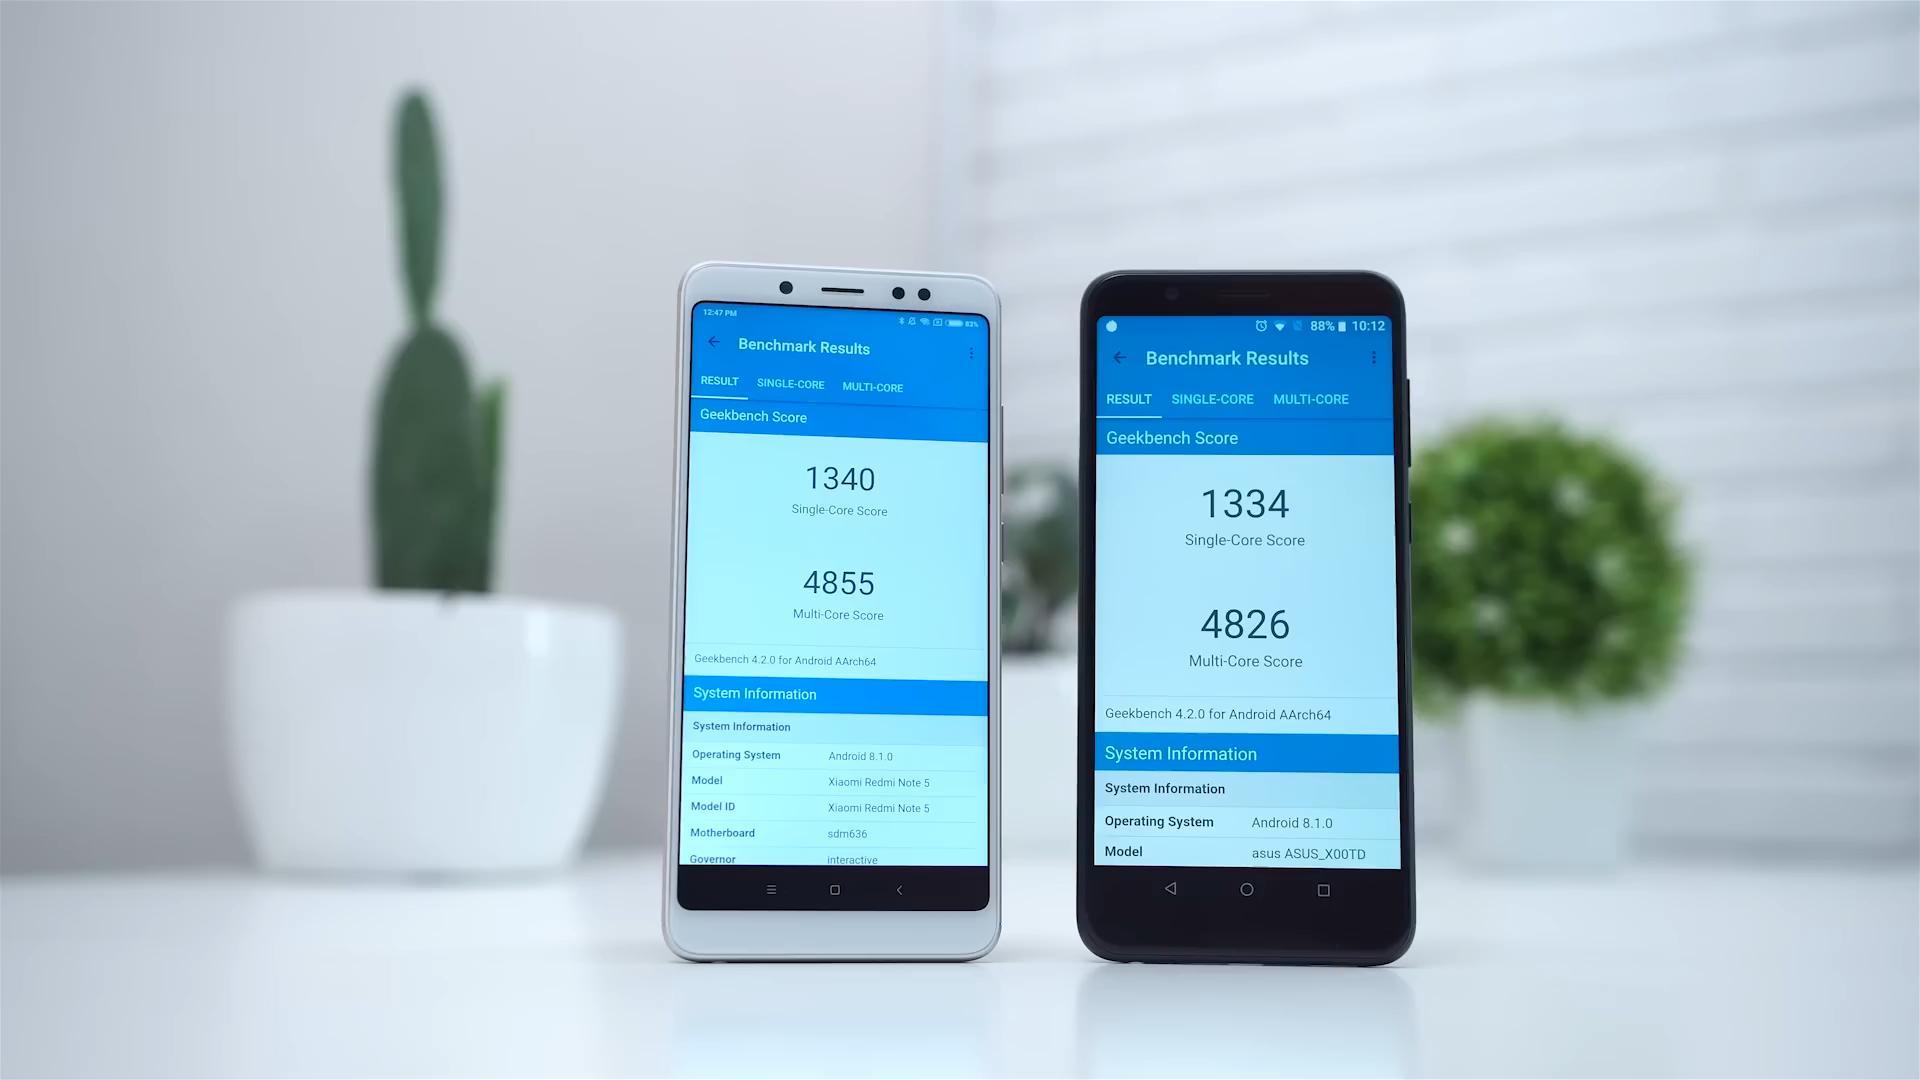 12:47 PM
83%
Benchmark Results
RESULT SINGLE-CORE MULTI-CORE
Geekbench Score
1340
Single-Core Score
4855
Multi-Core Score
Geekbench 4.2.0 for Android AArch64
System Information
System Information
Operating System Android 8.1.0
Model Xiaomi Redmi Note 5
Model ID Xiaomi Redmi Note 5
Motherboard sdm636
Governor interactive
88% 10:12
Benchmark Results
RESULT SINGLE-CORE MULTI-CORE
Geekbench Score
1334
Single-Core Score
4826
Multi-Core Score
Geekbench 4.2.0 for Android AArch64
System Information
System Information
Operating System Android 8.1.0
Model asus ASUS_X00TD